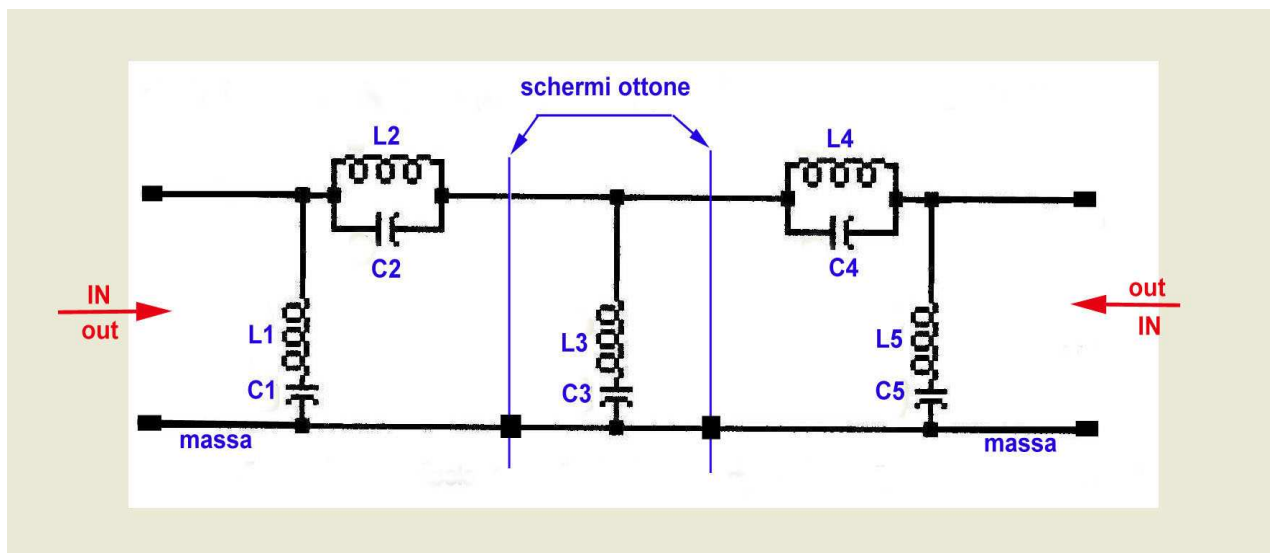 schermi ottone
L2
L4
C2
C4
IN
out
out
IN
L1
L3
L5
C1
C3
C5
massa
massa